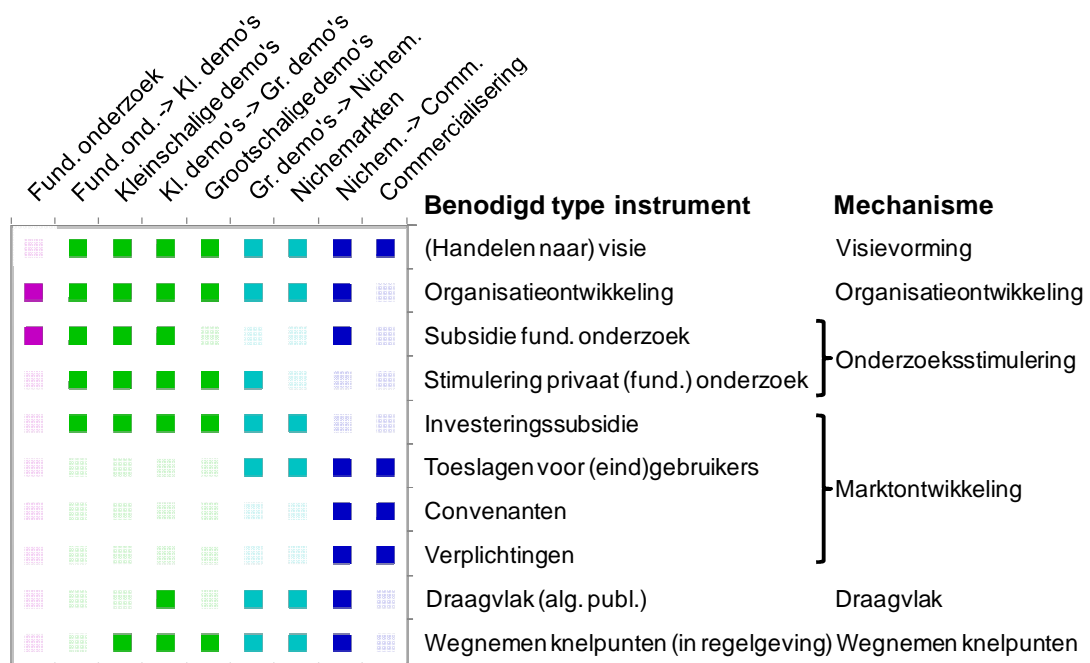 Fund. onderzoek
Fund. ond. -> Kl. demo's
Kleinschalige demo's
Kl. demo's -> Gr. demo's
Grootschalige demo's
Gr. demo's -> Nichem.
Nichemarkten
Nichem. -> Comm.
Commercialisering
Benodigd type instrument Mechanisme
(Handelen naar) visie Visievorming
Organisatieontwikkeling Organisatieontwikkeling
Subsidie fund. onderzoek
Onderzoeksstimulering
Stimulering privaat (fund.) onderzoek
Investeringssubsidie
Toeslagen voor (eind)gebruikers
Marktontwikkeling
Convenanten
Verplichtingen
Draagvlak (alg. publ.) Draagvlak
Wegnemen knelpunten (in regelgeving) Wegnemen knelpunten